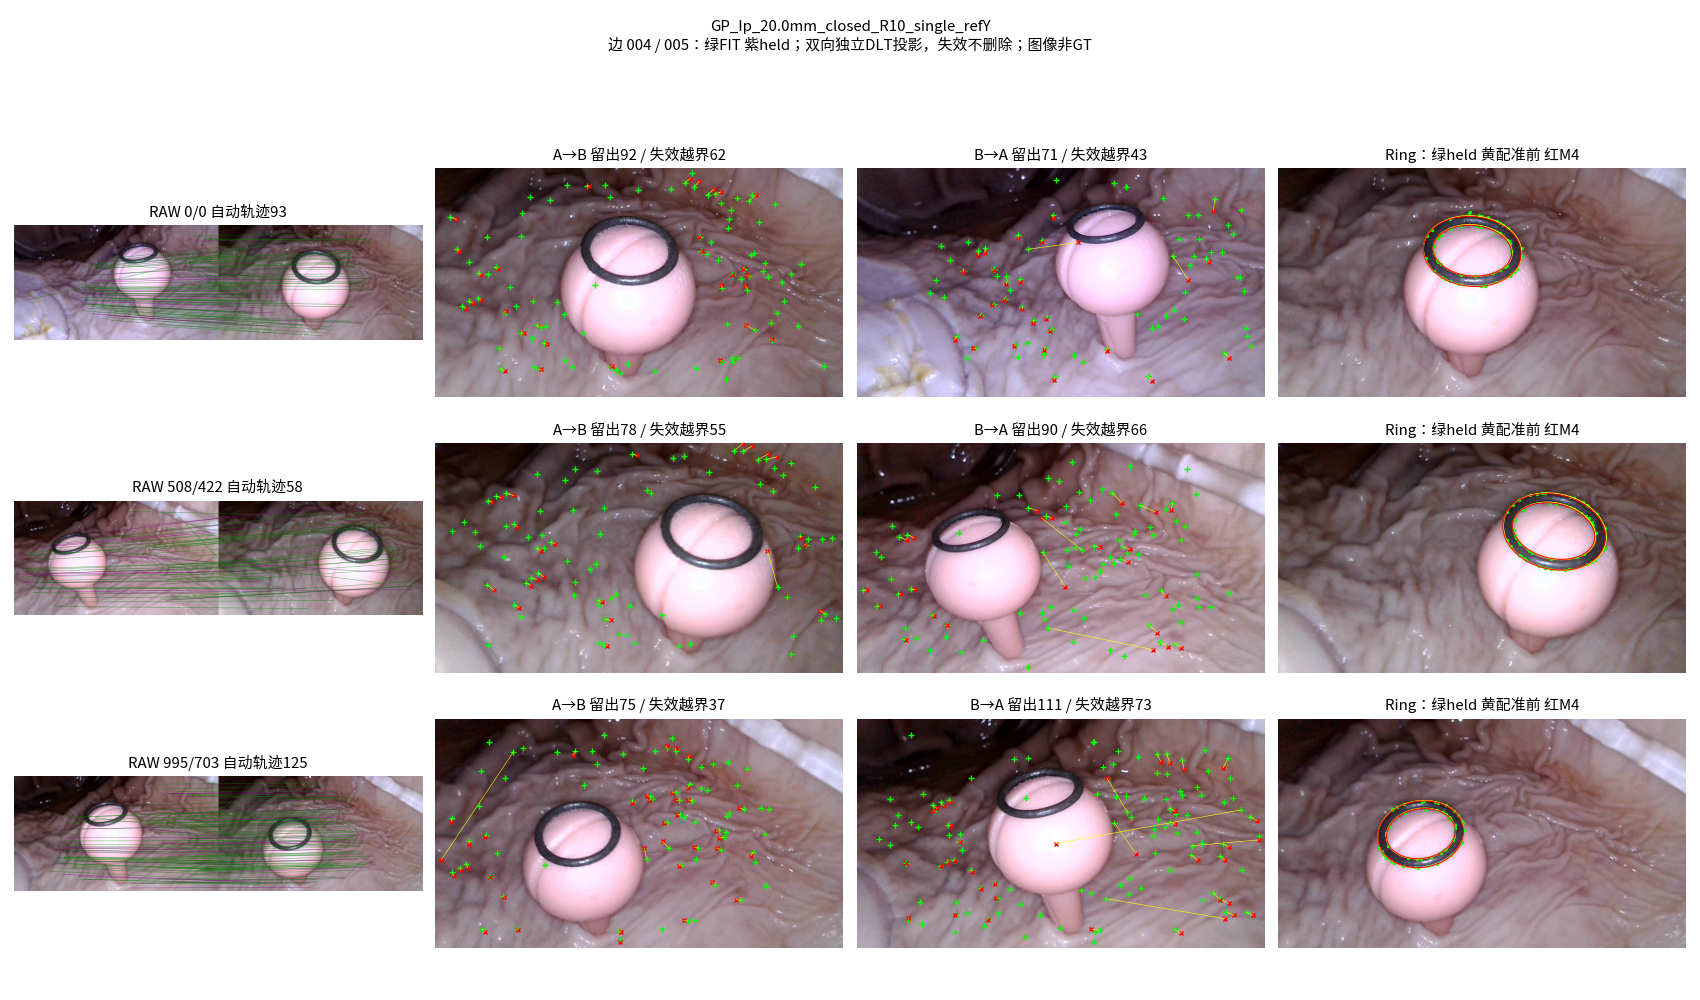 GP_Ip_20.0mm_closed_R10_single_refY
边 004 / 005：绿FIT 紫held；双向独立DLT投影，失效不删除；图像非GT
RAW 0/0 自动轨迹93
A→B 留出92 / 失效越界62
B→A 留出71 / 失效越界43
Ring：绿held 黄配准前 红M4
RAW 508/422 自动轨迹58
A→B 留出78 / 失效越界55
B→A 留出90 / 失效越界66
Ring：绿held 黄配准前 红M4
RAW 995/703 自动轨迹125
A→B 留出75 / 失效越界37
B→A 留出111 / 失效越界73
Ring：绿held 黄配准前 红M4